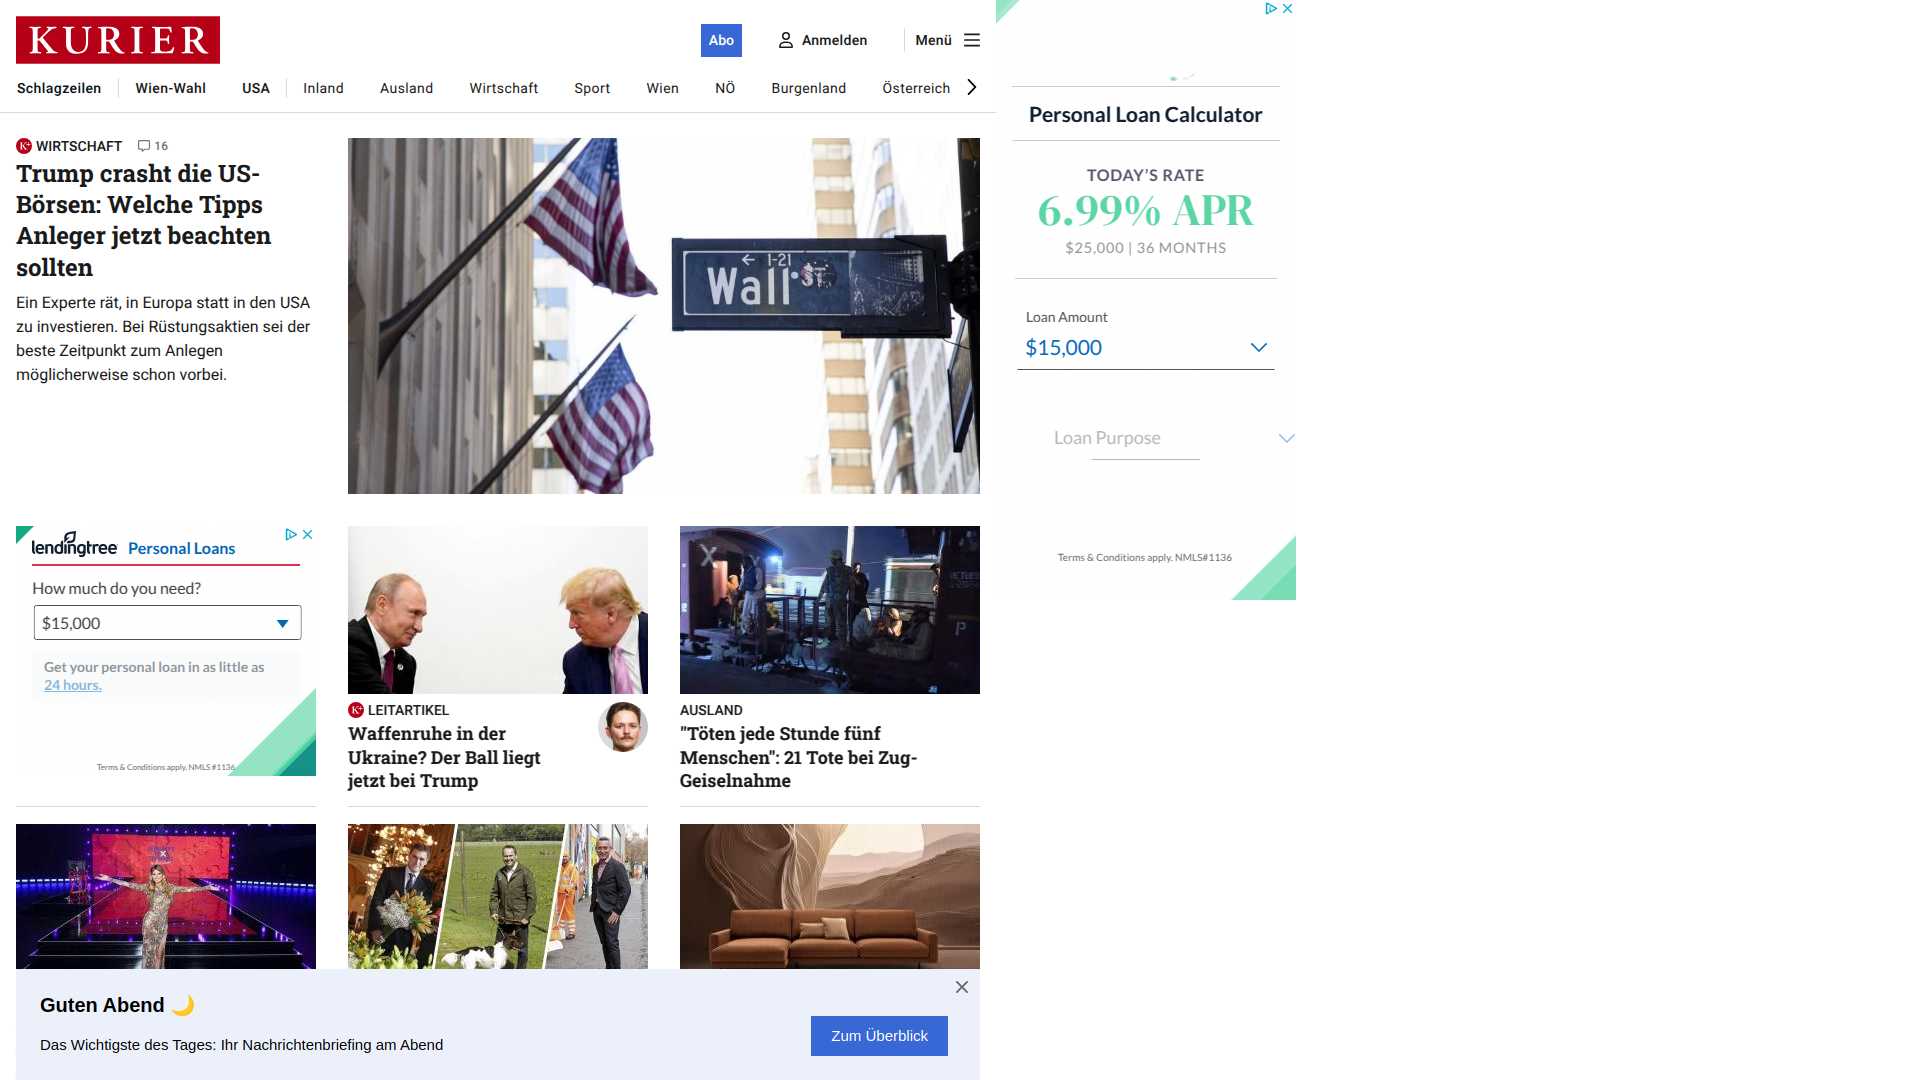 KURIER
Abo
Anmelden
Menü
Schlagzeilen
Wien-Wahl
USA
Inland
Ausland
Wirtschaft
Sport
Wien
NÖ
Burgenland
Österreich
K+ WIRTSCHAFT 16
Trump crasht die US-
Börsen: Welche Tipps
Anleger jetzt beachten
sollten
Ein Experte rät, in Europa statt in den USA
zu investieren. Bei Rüstungsaktien sei der
beste Zeitpunkt zum Anlegen
möglicherweise schon vorbei.
← 1-21
Wall ST
Personal Loan Calculator
TODAY'S RATE
6.99% APR
$25,000 | 36 MONTHS
Loan Amount
$15,000
Loan Purpose
Terms & Conditions apply. NMLS#1136
lendingtree Personal Loans
How much do you need?
$15,000
Get your personal loan in as little as
24 hours.
Terms & Conditions apply. NMLS #1136
K+ LEITARTIKEL
Waffenruhe in der
Ukraine? Der Ball liegt
jetzt bei Trump
AUSLAND
"Töten jede Stunde fünf
Menschen": 21 Tote bei Zug-
Geiselnahme
Guten Abend
Das Wichtigste des Tages: Ihr Nachrichtenbriefing am Abend
Zum Überblick